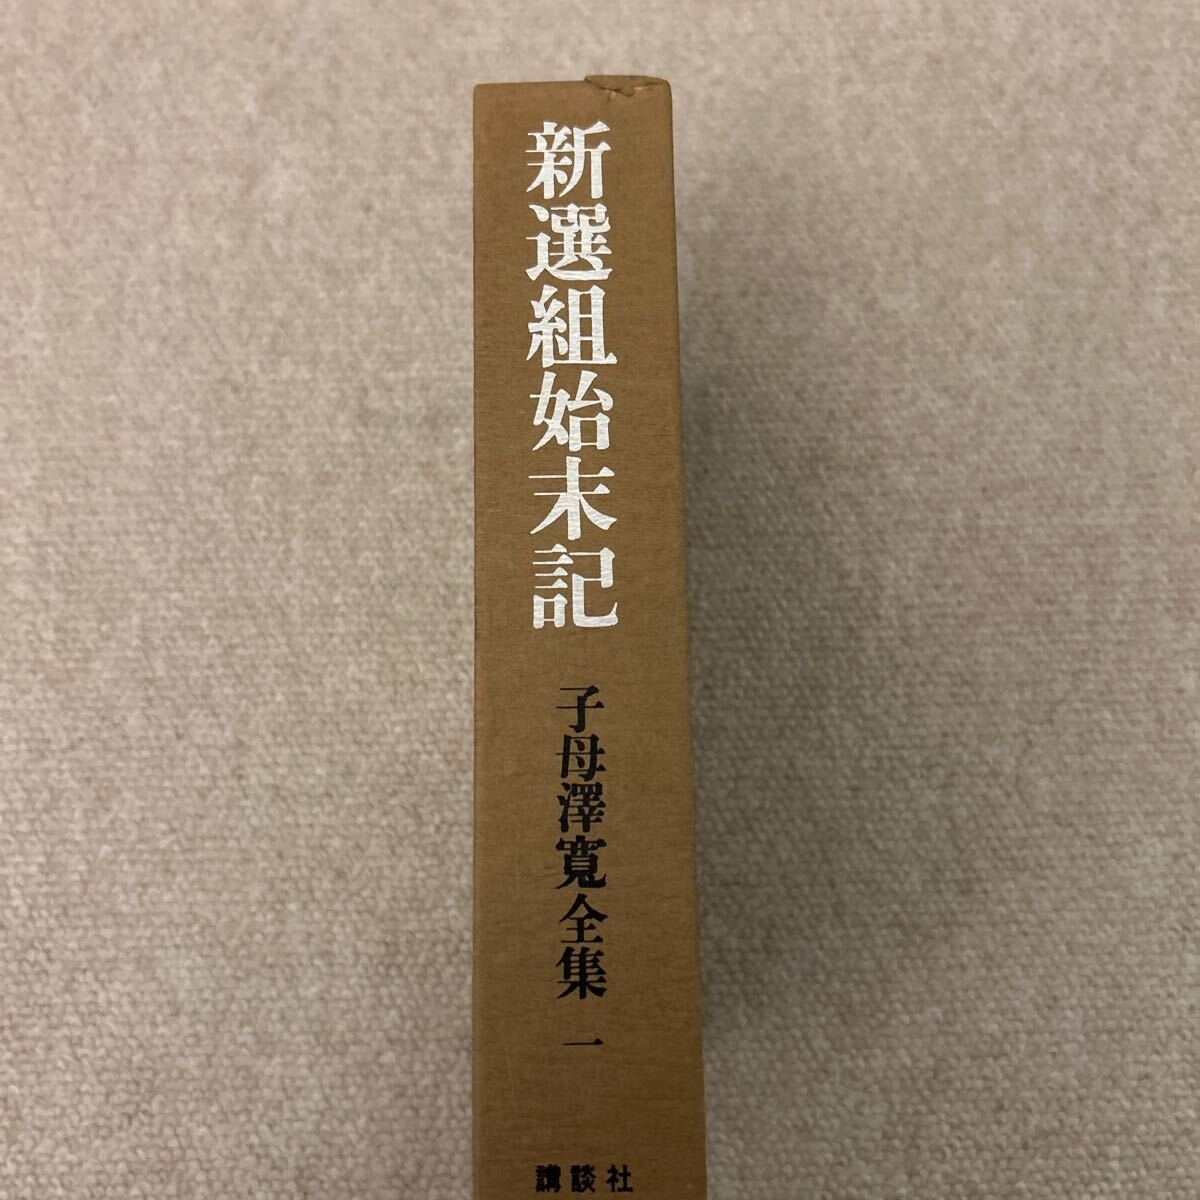 新選組始末記
子母澤寛全集 一
講談社